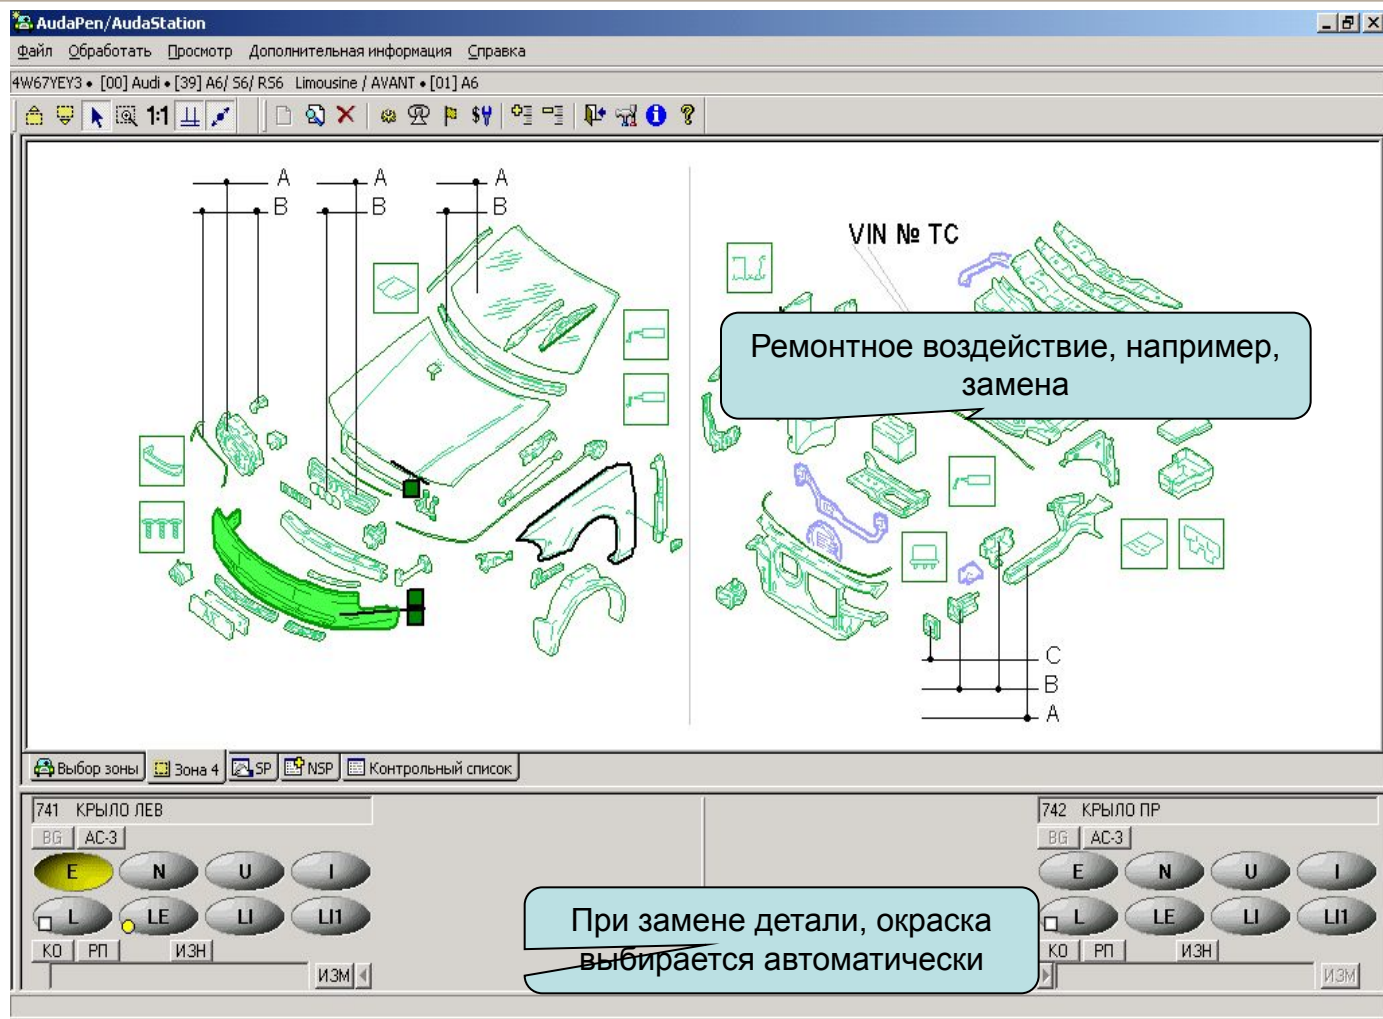 AudaPen/AudaStation
Файл Обработать Просмотр Дополнительная информация Справка
4W67YEY3 • [00] Audi • [39] A6/ S6/ RS6 Limousine / AVANT • [01] A6
1:1
A A A
B B B
VIN № TC
Ремонтное воздействие, например,
замена
C
B
A
Выбор зоны Зона 4 SP NSP Контрольный список
741 КРЫЛО ЛЕВ
BG AC-3
E N U I
L LE LI LI1
КО РП ИЗН
ИЗМ
При замене детали, окраска
выбирается автоматически
742 КРЫЛО ПР
BG AC-3
E N U I
L LE LI LI1
КО РП ИЗН
ИЗМ